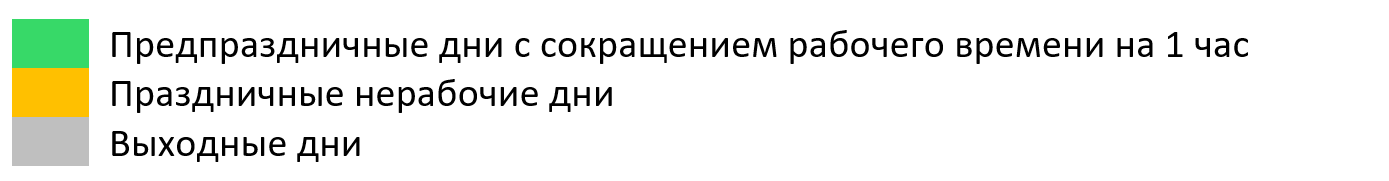 Предпраздничные дни с сокращением рабочего времени на 1 час
Праздничные нерабочие дни
Выходные дни